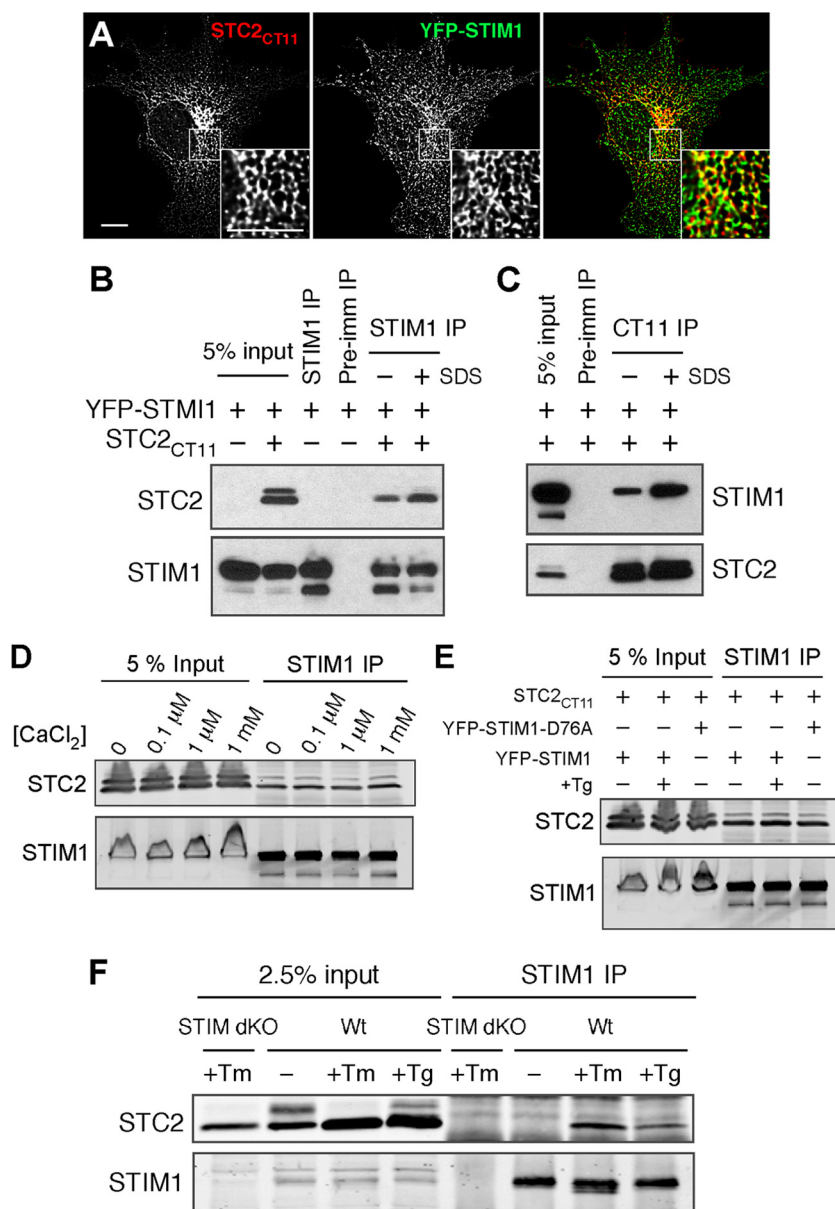 A STC2CT11 YFP-STIM1
B
5% input STIM1 IP Pre-imm IP STIM1 IP
− + SDS
YFP-STMI1 + + + + + +
STC2CT11 − + − − + +
STC2
STIM1
C
5% input Pre-imm IP CT11 IP
− + SDS
+ + + +
+ + + +
STIM1
STC2
D
5 % Input STIM1 IP
[CaCl2] 0 0.1 μM 1 μM 1 mM 0 0.1 μM 1 μM 1 mM
STC2
STIM1
E
5 % Input STIM1 IP
STC2CT11 + + + + + +
YFP-STIM1-D76A − − + − − +
YFP-STIM1 + + − + + −
+Tg − + − − + −
STC2
STIM1
F
2.5% input STIM1 IP
STIM dKO Wt STIM dKO Wt
+Tm − +Tm +Tg +Tm − +Tm +Tg
STC2
STIM1